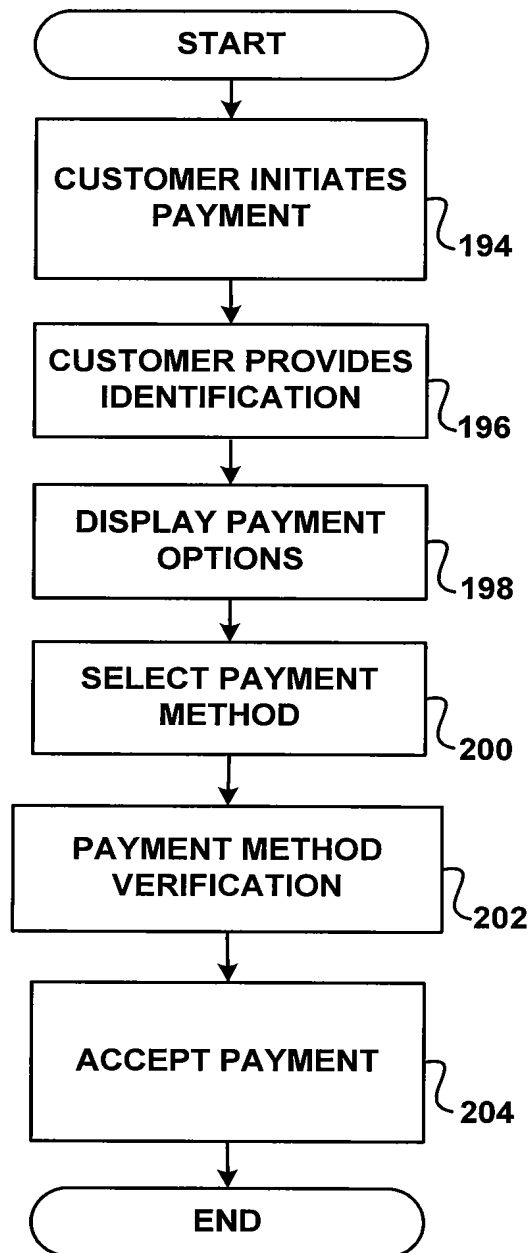 START
CUSTOMER INITIATES
PAYMENT
194
CUSTOMER PROVIDES
IDENTIFICATION
196
DISPLAY PAYMENT
OPTIONS
198
SELECT PAYMENT
METHOD
200
PAYMENT METHOD
VERIFICATION
202
ACCEPT PAYMENT
204
END